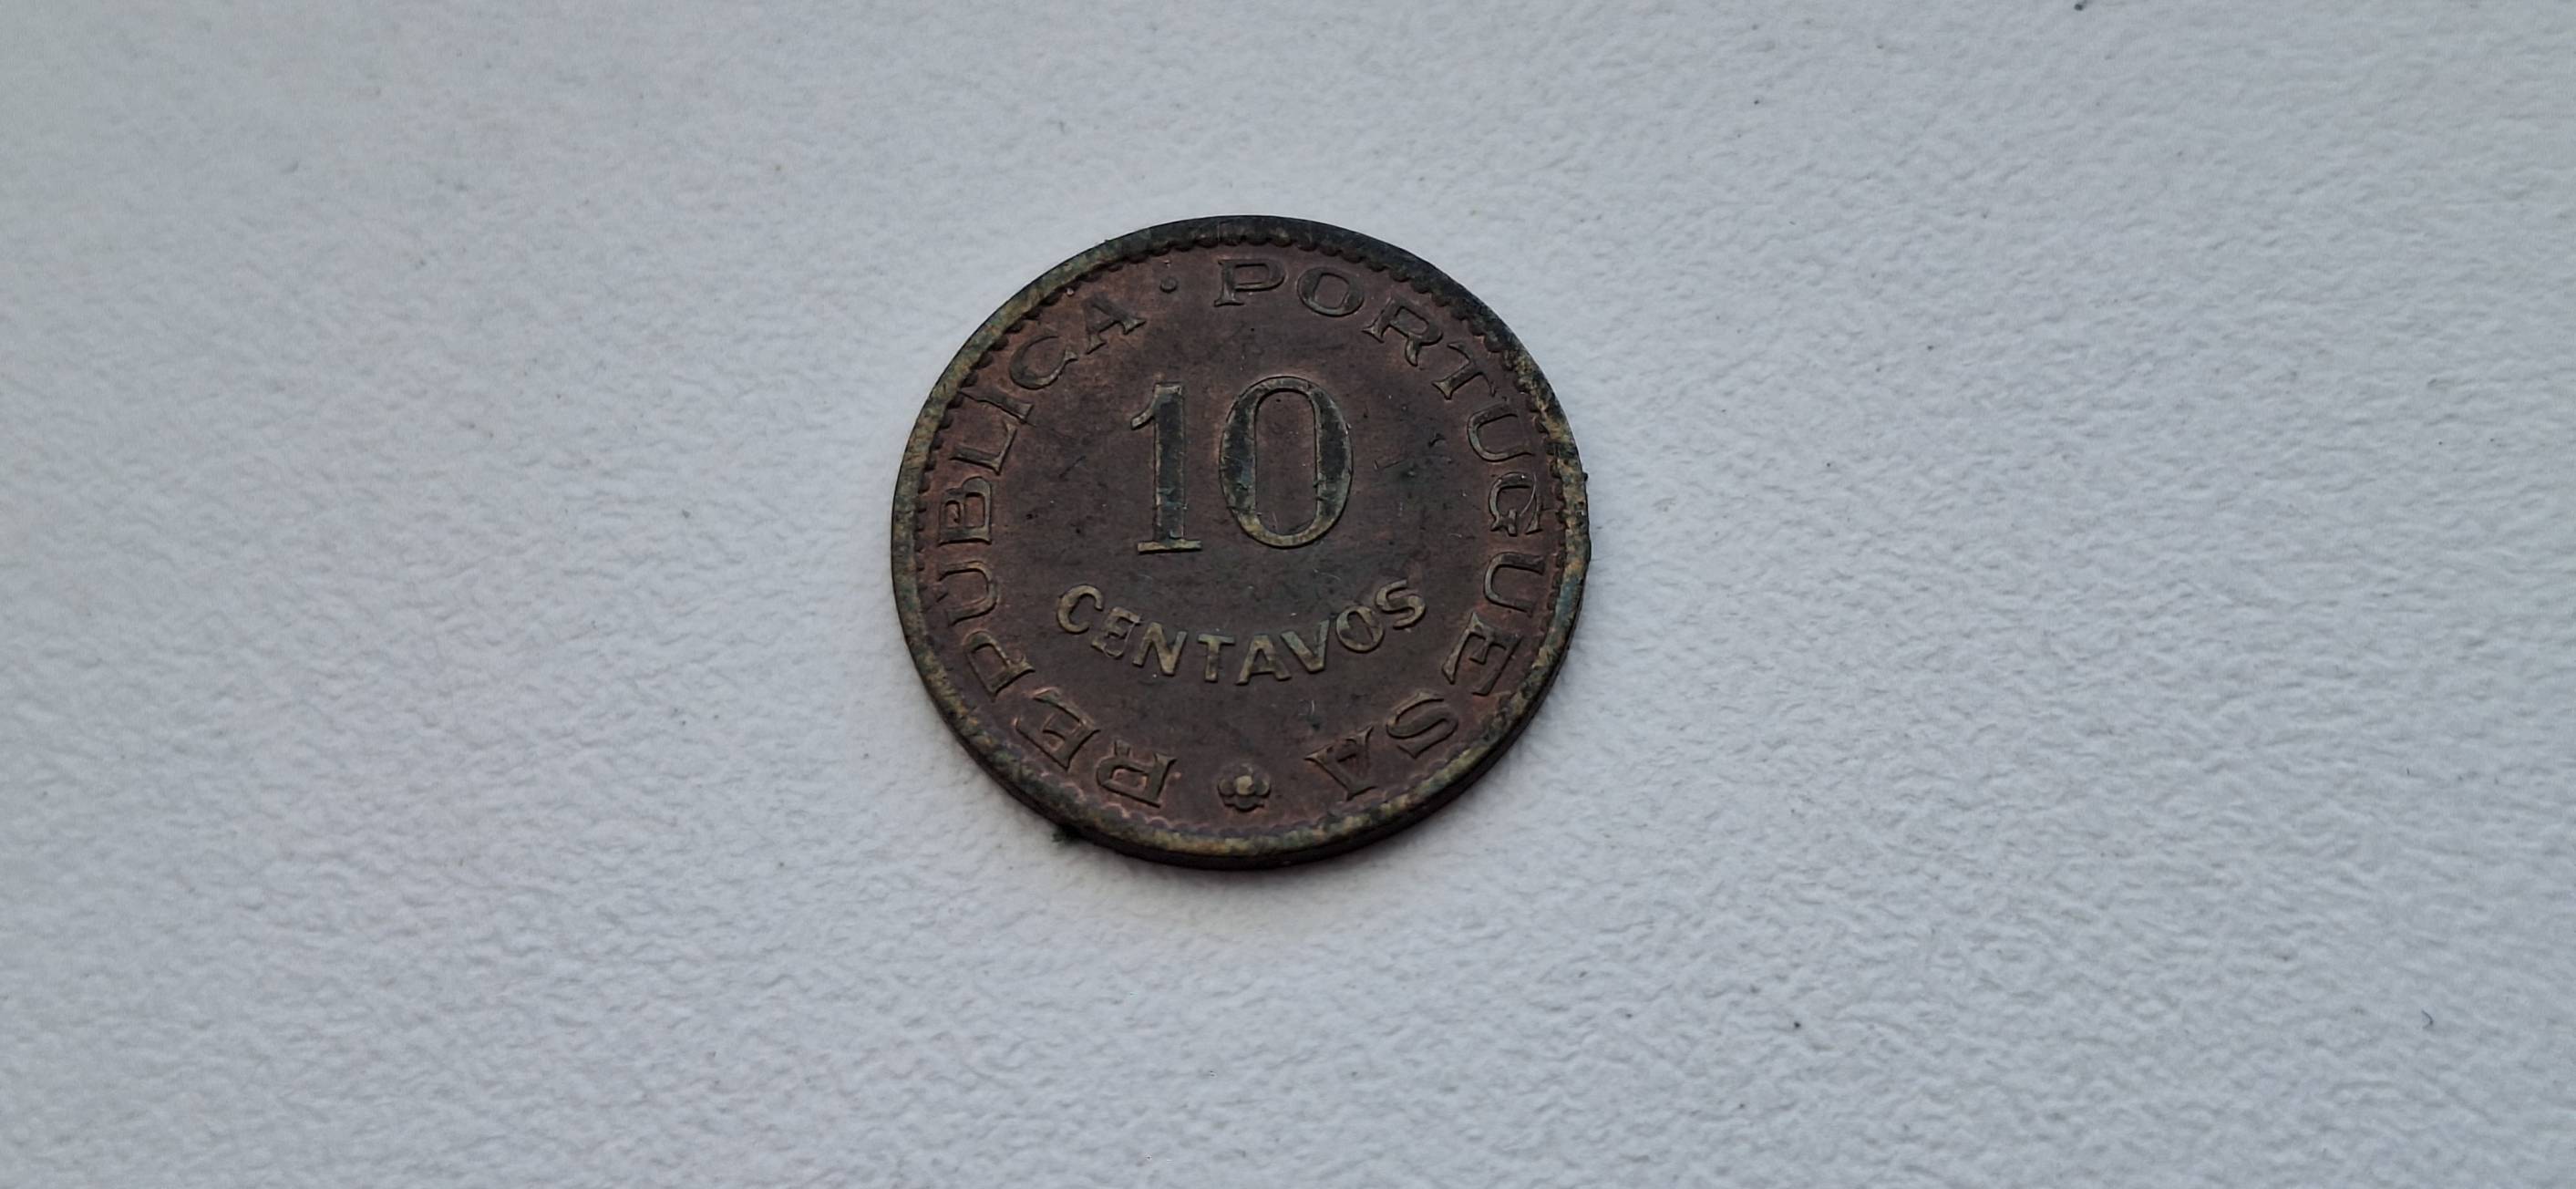 REPUBLICA · PORTUGUESA
10
CENTAVOS